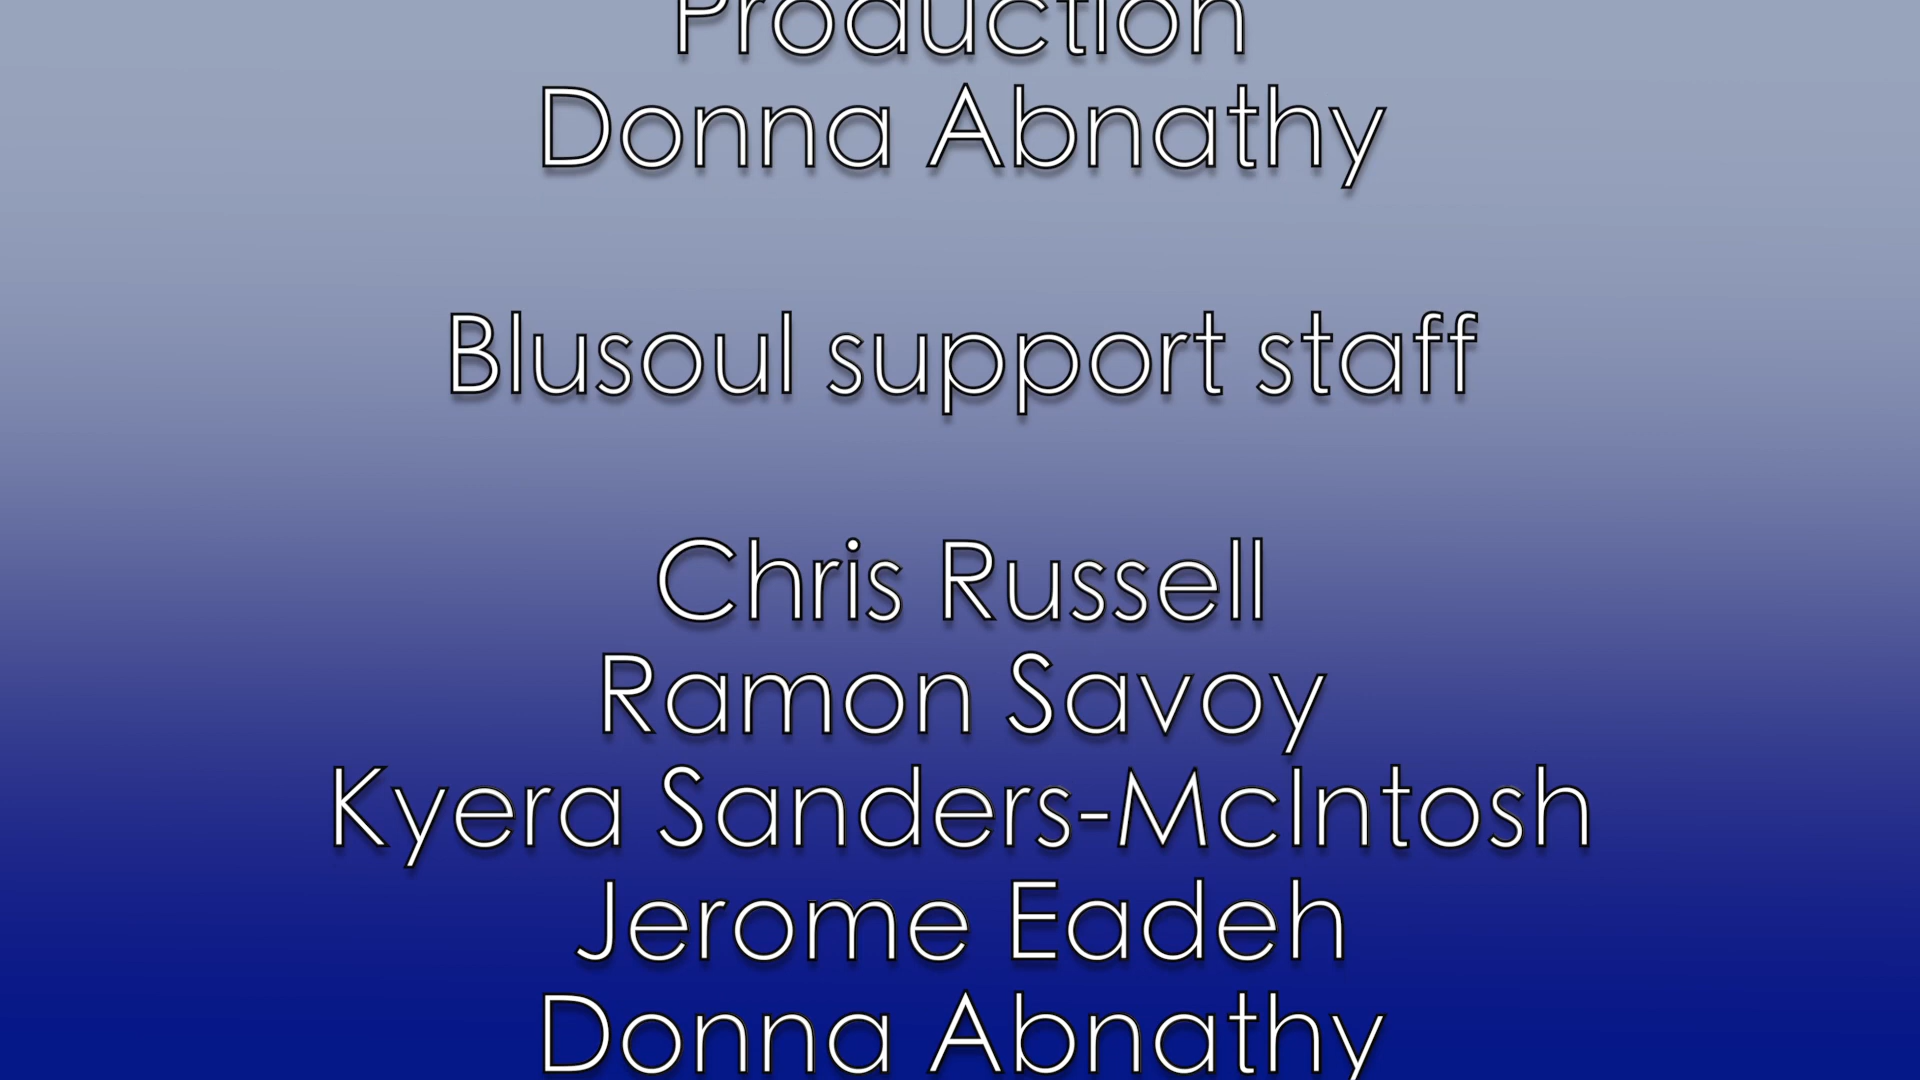 Production
Donna Abnathy
Blusoul support staff
Chris Russell
Ramon Savoy
Kyera Sanders-McIntosh
Jerome Eadeh
Donna Abnathy